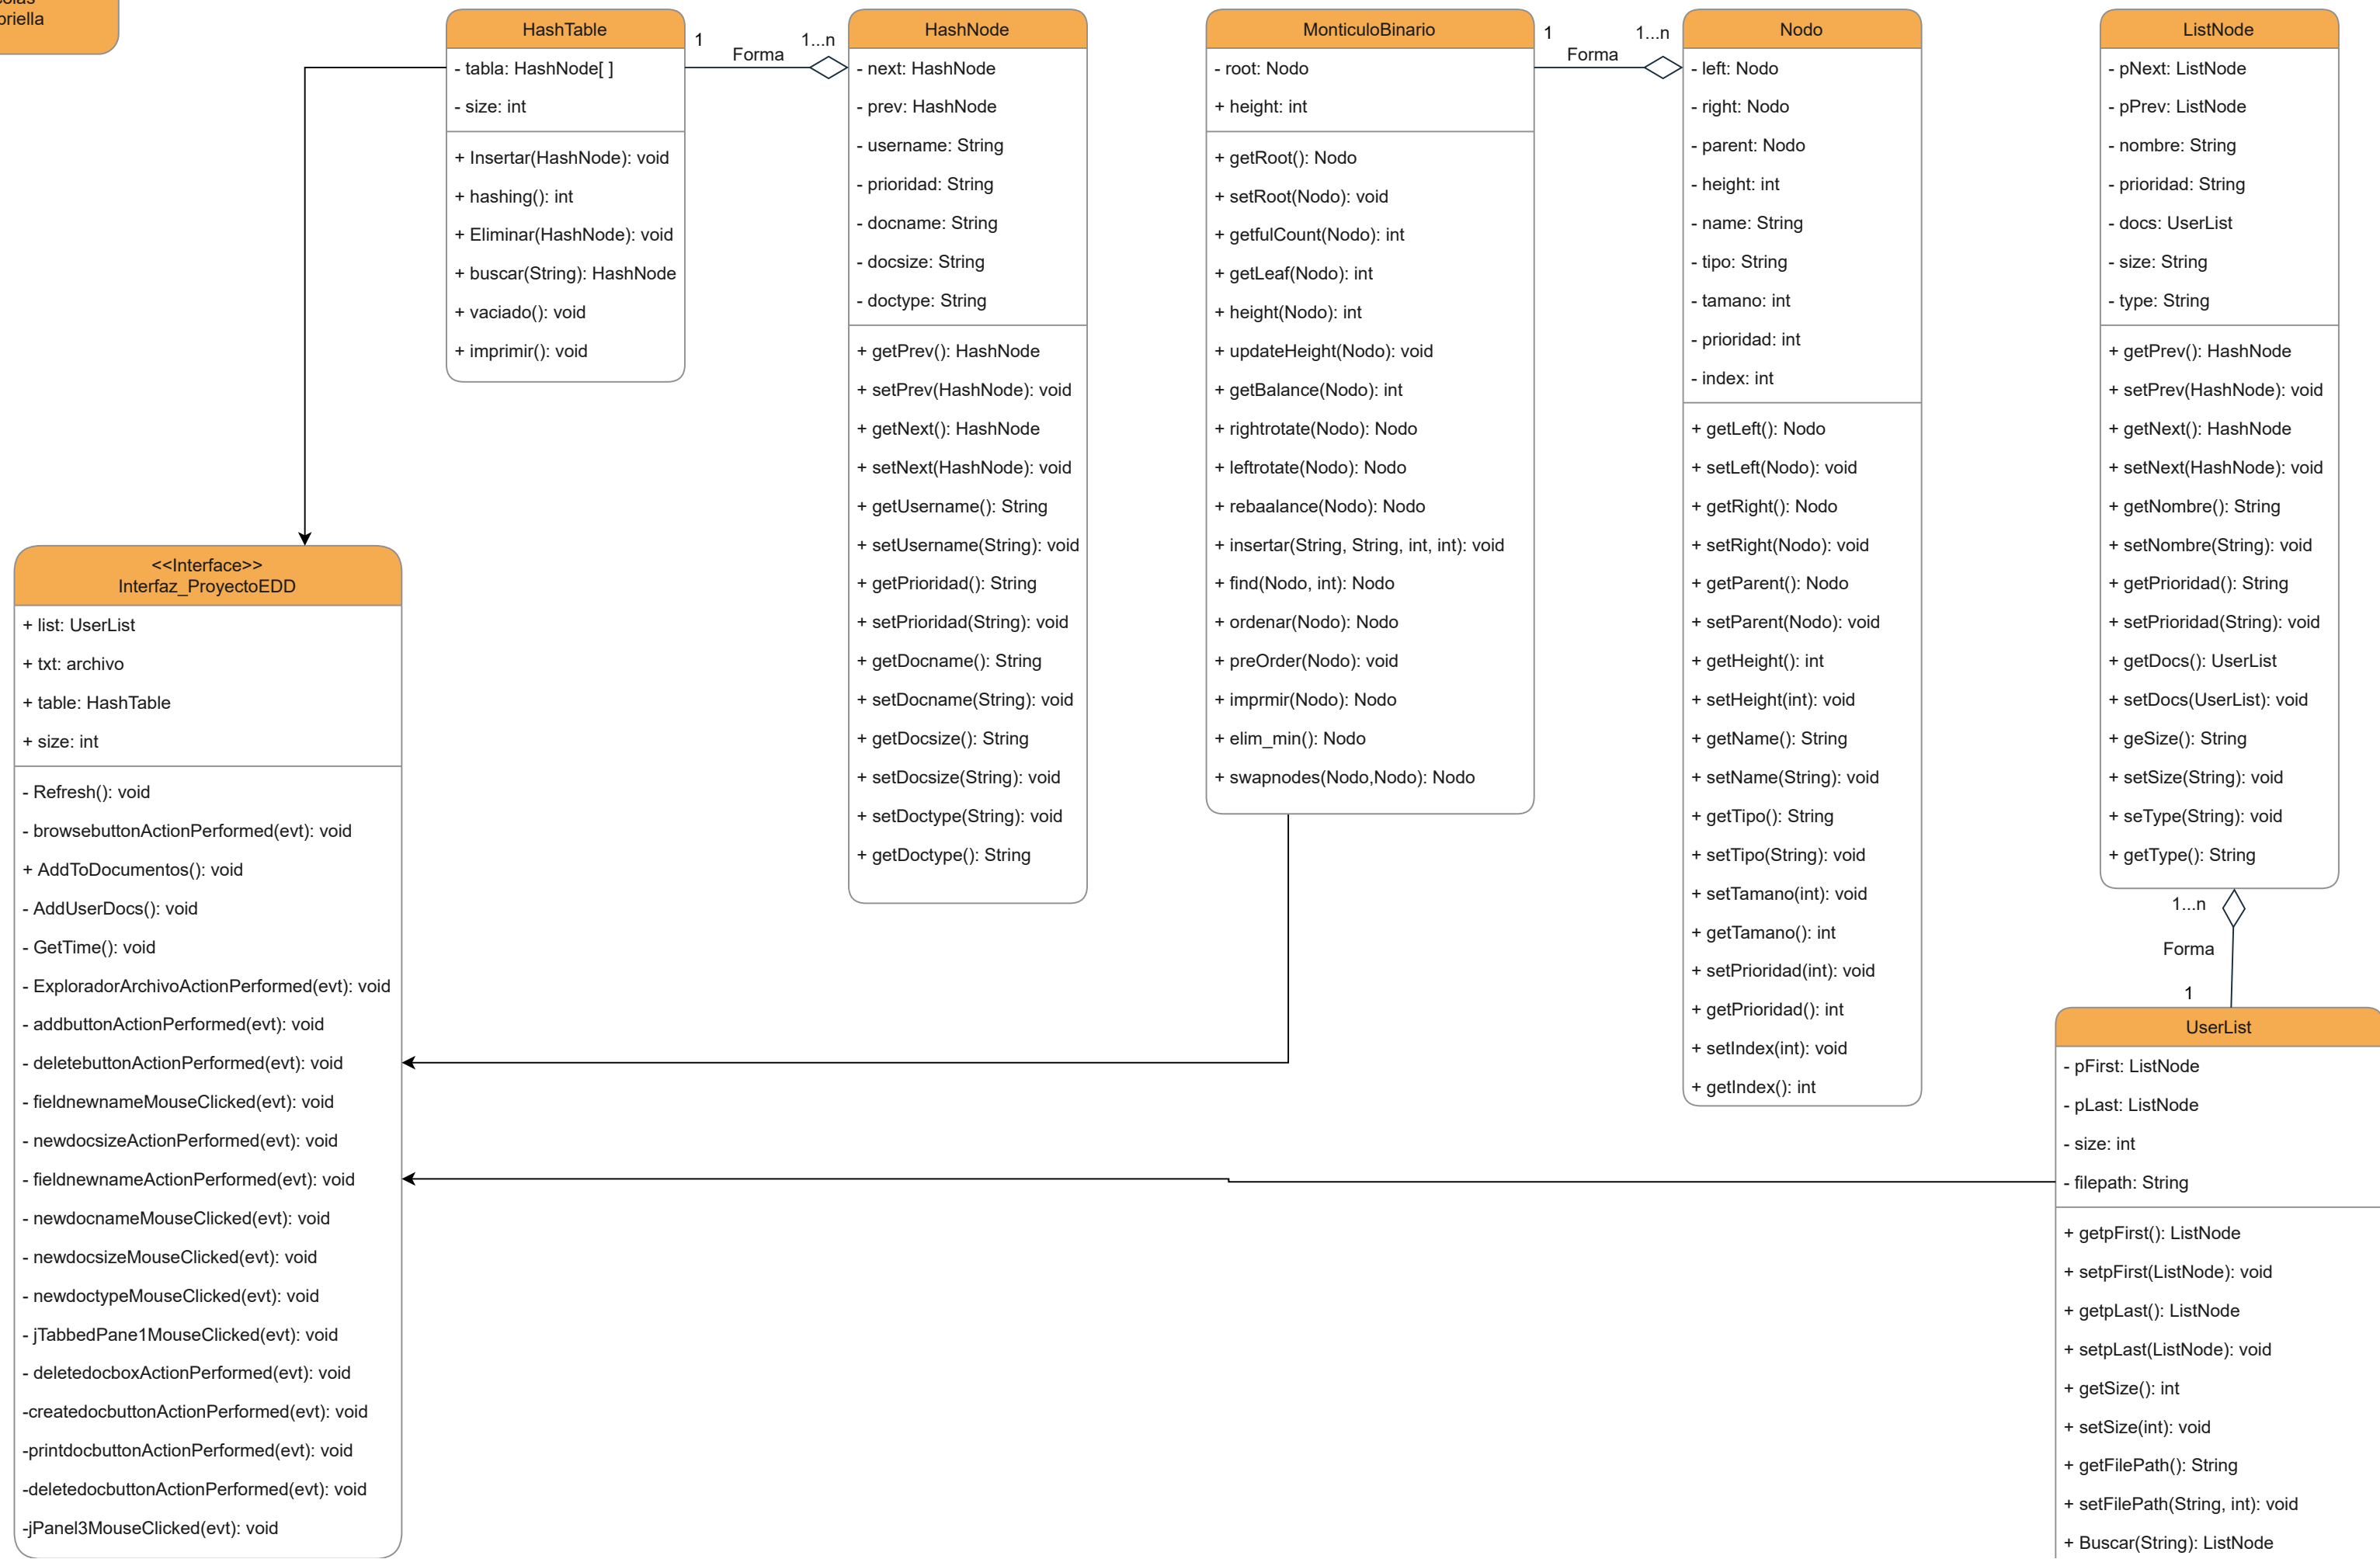 briella
HashTable
- tabla: HashNode[ ]
- size: int
+ Insertar(HashNode): void
+ hashing(): int
+ Eliminar(HashNode): void
+ buscar(String): HashNode
+ vaciado(): void
+ imprimir(): void
1
Forma
1...n
HashNode
- next: HashNode
- prev: HashNode
- username: String
- prioridad: String
- docname: String
- docsize: String
- doctype: String
+ getPrev(): HashNode
+ setPrev(HashNode): void
+ getNext(): HashNode
+ setNext(HashNode): void
+ getUsername(): String
+ setUsername(String): void
+ getPrioridad(): String
+ setPrioridad(String): void
+ getDocname(): String
+ setDocname(String): void
+ getDocsize(): String
+ setDocsize(String): void
+ setDoctype(String): void
+ getDoctype(): String
MonticuloBinario
- root: Nodo
+ height: int
+ getRoot(): Nodo
+ setRoot(Nodo): void
+ getfulCount(Nodo): int
+ getLeaf(Nodo): int
+ height(Nodo): int
+ updateHeight(Nodo): void
+ getBalance(Nodo): int
+ rightrotate(Nodo): Nodo
+ leftrotate(Nodo): Nodo
+ rebaalance(Nodo): Nodo
+ insertar(String, String, int, int): void
+ find(Nodo, int): Nodo
+ ordenar(Nodo): Nodo
+ preOrder(Nodo): void
+ imprmir(Nodo): Nodo
+ elim_min(): Nodo
+ swapnodes(Nodo,Nodo): Nodo
1
Forma
1...n
Nodo
- left: Nodo
- right: Nodo
- parent: Nodo
- height: int
- name: String
- tipo: String
- tamano: int
- prioridad: int
- index: int
+ getLeft(): Nodo
+ setLeft(Nodo): void
+ getRight(): Nodo
+ setRight(Nodo): void
+ getParent(): Nodo
+ setParent(Nodo): void
+ getHeight(): int
+ setHeight(int): void
+ getName(): String
+ setName(String): void
+ getTipo(): String
+ setTipo(String): void
+ setTamano(int): void
+ getTamano(): int
+ setPrioridad(int): void
+ getPrioridad(): int
+ setIndex(int): void
+ getIndex(): int
ListNode
- pNext: ListNode
- pPrev: ListNode
- nombre: String
- prioridad: String
- docs: UserList
- size: String
- type: String
+ getPrev(): HashNode
+ setPrev(HashNode): void
+ getNext(): HashNode
+ setNext(HashNode): void
+ getNombre(): String
+ setNombre(String): void
+ getPrioridad(): String
+ setPrioridad(String): void
+ getDocs(): UserList
+ setDocs(UserList): void
+ geSize(): String
+ setSize(String): void
+ seType(String): void
+ getType(): String
1...n
Forma
1
<<Interface>>
Interfaz_ProyectoEDD
+ list: UserList
+ txt: archivo
+ table: HashTable
+ size: int
- Refresh(): void
- browsebuttonActionPerformed(evt): void
+ AddToDocumentos(): void
- AddUserDocs(): void
- GetTime(): void
- ExploradorArchivoActionPerformed(evt): void
- addbuttonActionPerformed(evt): void
- deletebuttonActionPerformed(evt): void
- fieldnewnameMouseClicked(evt): void
- newdocsizeActionPerformed(evt): void
- fieldnewnameActionPerformed(evt): void
- newdocnameMouseClicked(evt): void
- newdocsizeMouseClicked(evt): void
- newdoctypeMouseClicked(evt): void
- jTabbedPane1MouseClicked(evt): void
- deletedocboxActionPerformed(evt): void
-createdocbuttonActionPerformed(evt): void
-printdocbuttonActionPerformed(evt): void
-deletedocbuttonActionPerformed(evt): void
-jPanel3MouseClicked(evt): void
UserList
- pFirst: ListNode
- pLast: ListNode
- size: int
- filepath: String
+ getpFirst(): ListNode
+ setpFirst(ListNode): void
+ getpLast(): ListNode
+ setpLast(ListNode): void
+ getSize(): int
+ setSize(int): void
+ getFilePath(): String
+ setFilePath(String, int): void
+ Buscar(String): ListNode